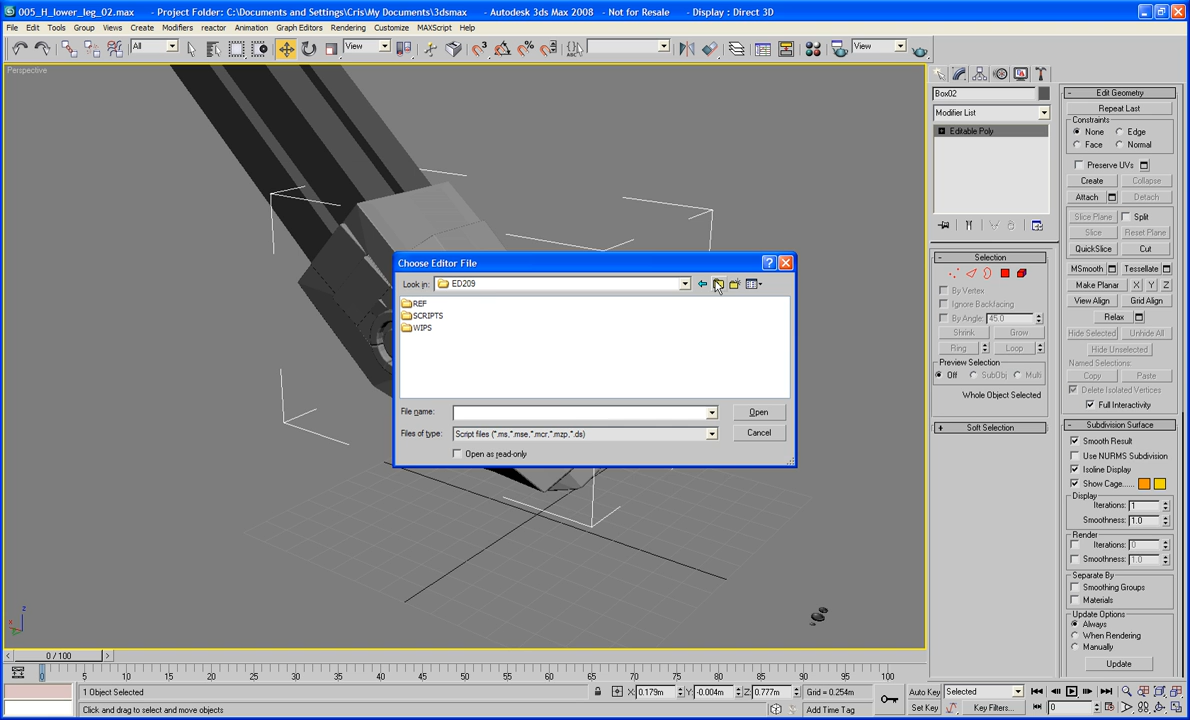 005_H_lower_leg_02.max - Project Folder: C:\Documents and Settings\Cris\My Documents\3dsmax - Autodesk 3ds Max 2008 - Not for Resale - Display : Direct 3D
File Edit Tools Group Views Create Modifiers reactor Animation Graph Editors Rendering Customize MAXScript Help
All View View
Perspective
Box02
Modifier List
Editable Poly
Selection
By Vertex
Ignore Backfacing
By Angle: 45.0
Shrink Grow
Ring Loop
Preview Selection
Off SubObj Multi
Whole Object Selected
Soft Selection
Edit Geometry
Repeat Last
Constraints
None Edge
Face Normal
Preserve UVs
Create Collapse
Attach Detach
Slice Plane Split
Slice Reset Plane
QuickSlice Cut
MSmooth Tessellate
Make Planar X Y Z
View Align Grid Align
Relax
Hide Selected Unhide All
Hide Unselected
Named Selections:
Copy Paste
Delete Isolated Vertices
Full Interactivity
Subdivision Surface
Smooth Result
Use NURMS Subdivision
Isoline Display
Show Cage......
Display
Iterations: 1
Smoothness: 1.0
Render
Iterations: 0
Smoothness: 1.0
Separate By
Smoothing Groups
Materials
Update Options
Always
When Rendering
Manually
Update
Choose Editor File
Look in: ED209
REF
SCRIPTS
WIPS
File name: Open
Files of type: Script files (*.ms,*.mse,*.mcr,*.mzp,*.ds) Cancel
Open as read-only
z
x
0 / 100
0 5 10 15 20 25 30 35 40 45 50 55 60 65 70 75 80 85 90 95 100
1 Object Selected X: 0.179m Y: -0.004m Z: 0.777m Grid = 0.254m Auto Key Selected
Click and drag to select and move objects Add Time Tag Set Key Key Filters... 0